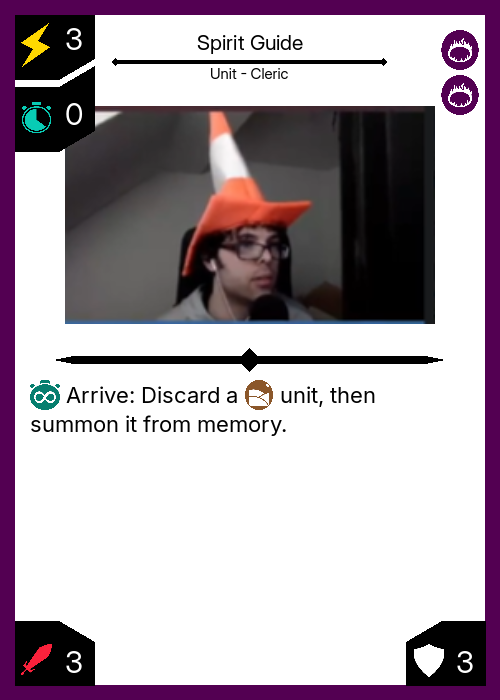 3
Spirit Guide
Unit - Cleric
0
Arrive: Discard a unit, then
summon it from memory.
3
3